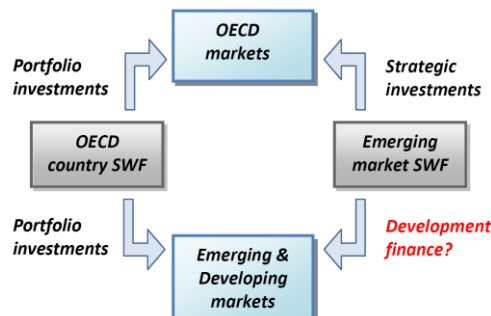 OECD
markets
Portfolio
investments
Strategic
investments
OECD
country SWF
Emerging
market SWF
Portfolio
investments
Development
finance?
Emerging &
Developing
markets